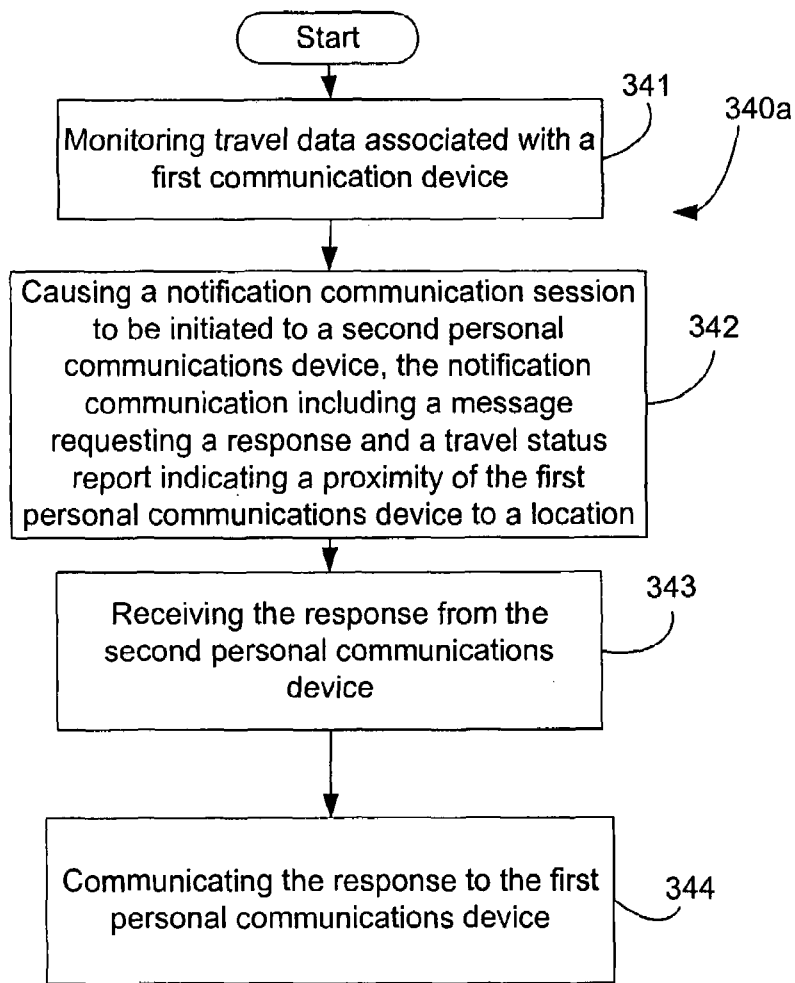 Start
341
340a
Monitoring travel data associated with a
first communication device
Causing a notification communication session
to be initiated to a second personal
communications device, the notification
communication including a message
requesting a response and a travel status
report indicating a proximity of the first
personal communications device to a location
342
Receiving the response from the
second personal communications
device
343
Communicating the response to the first
personal communications device
344